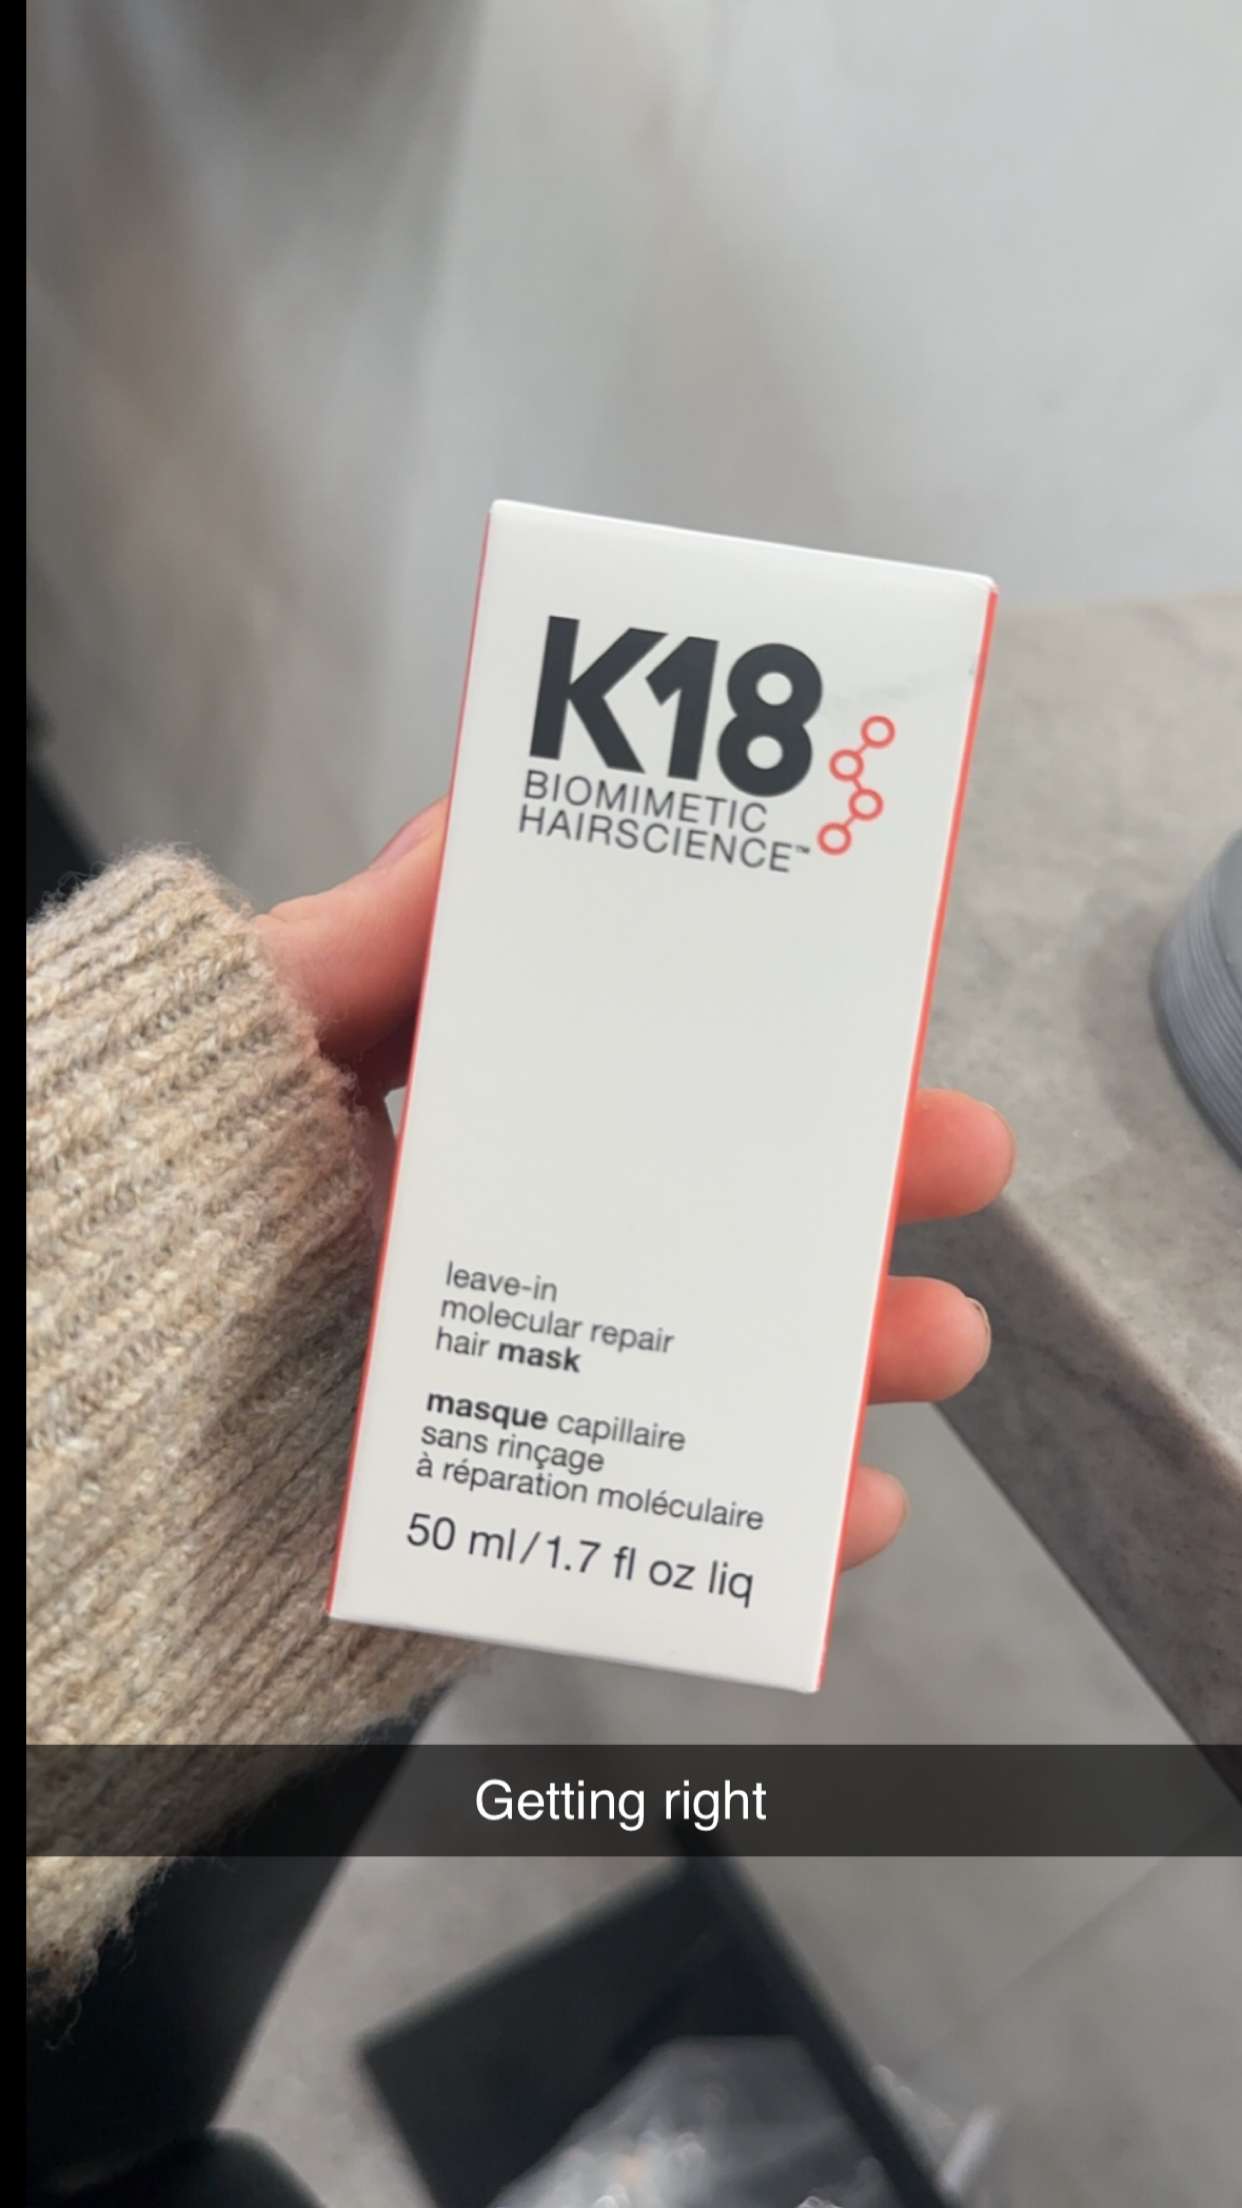 K18
BIOMIMETIC
HAIRSCIENCE™
leave-in
molecular repair
hair mask
masque capillaire
sans rinçage
à réparation moléculaire
50 ml/1.7 fl oz liq
Getting right